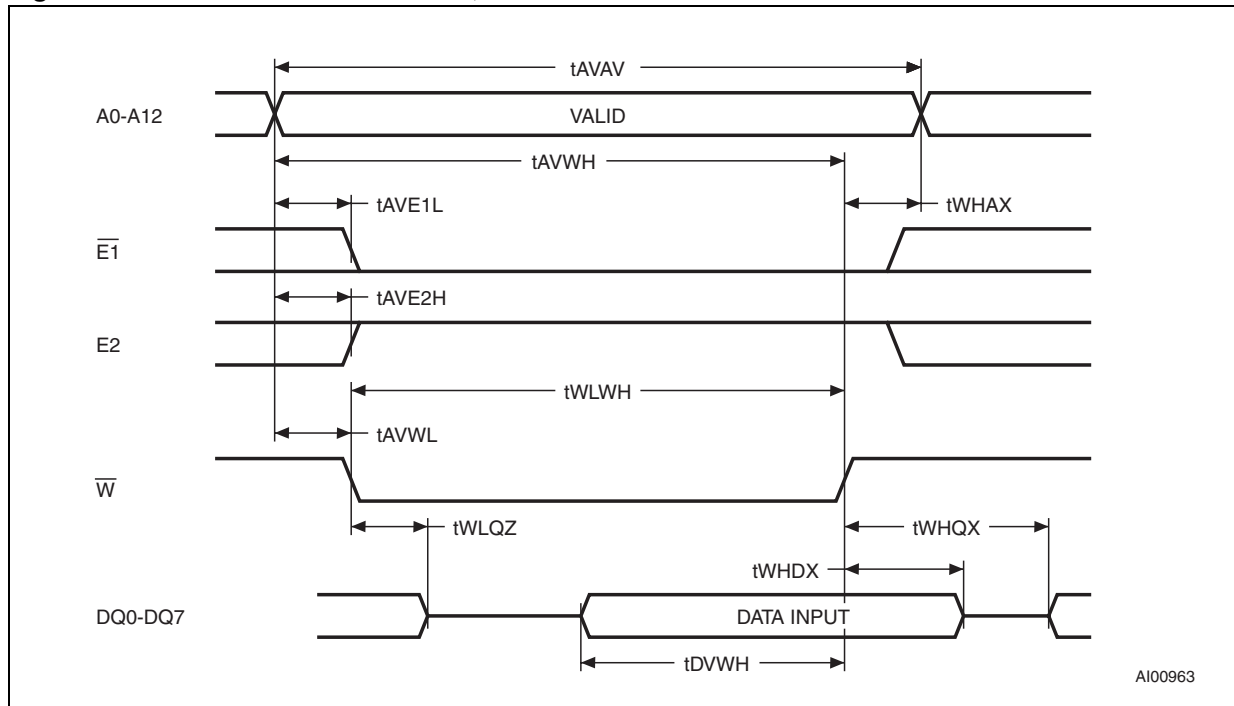 tAVAV
A0-A12
VALID
tAVWH
tAVE1L
tWHAX
E1
tAVE2H
E2
tWLWH
tAVWL
W
tWLQZ
tWHQX
tWHDX
DQ0-DQ7
DATA INPUT
tDVWH
AI00963